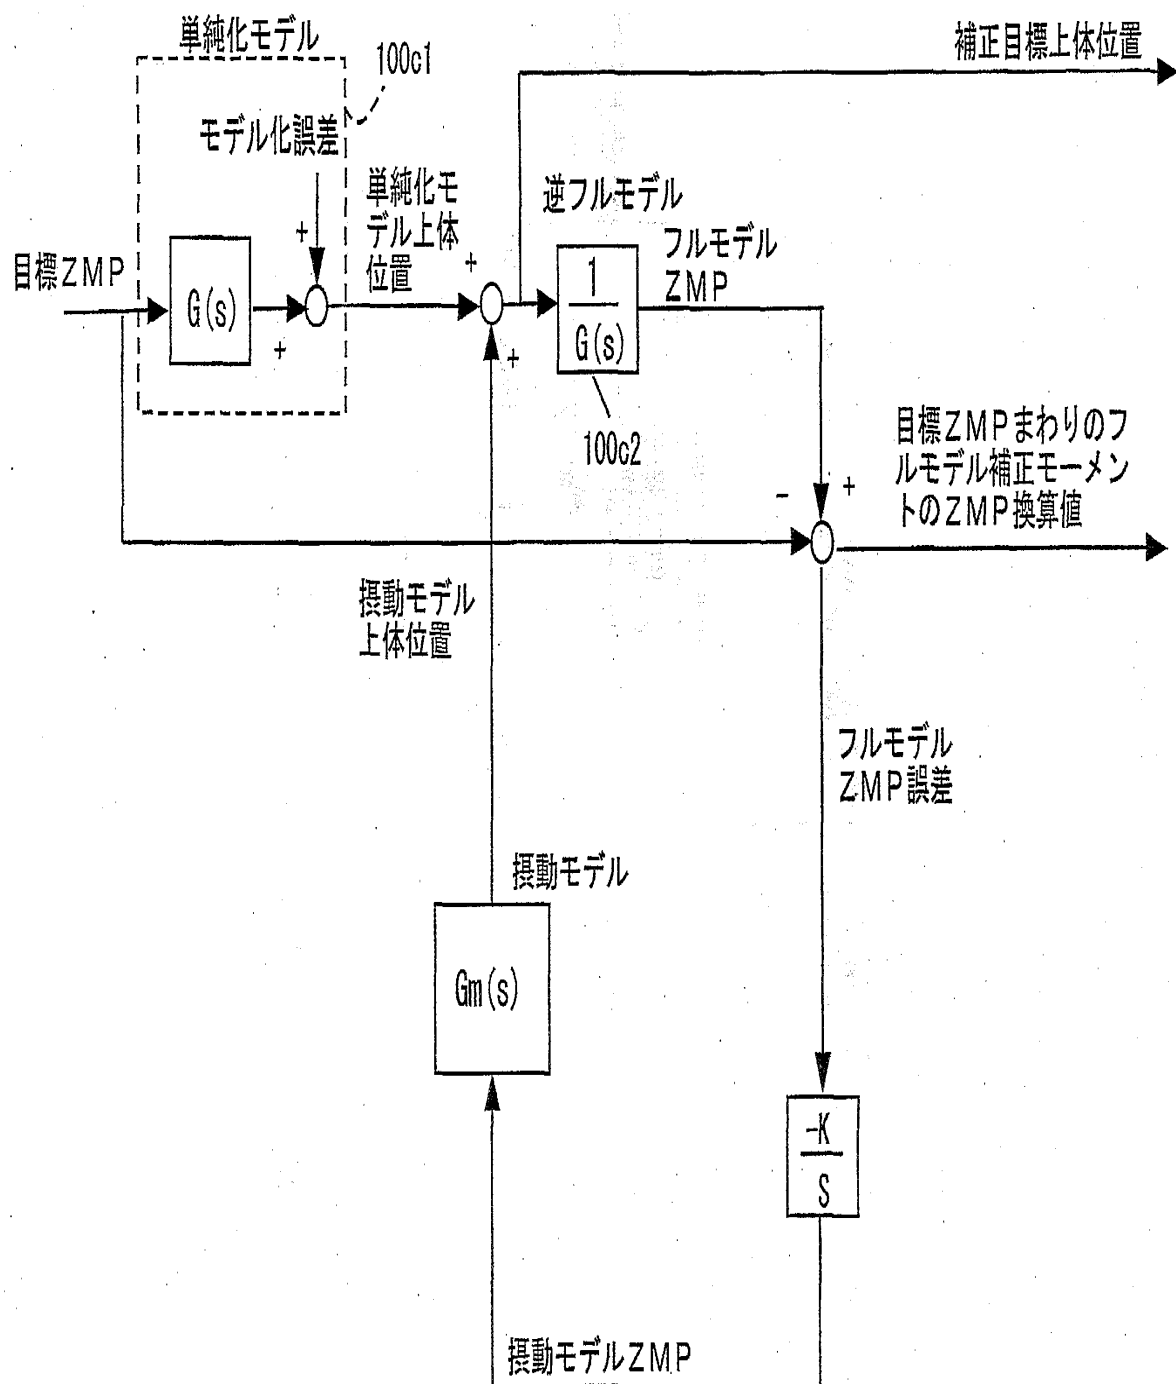 単純化モデル
100c1
補正目標上体位置
モデル化誤差
単純化モ
デル上体
位置
逆フルモデル
フルモデル
ZMP
目標ZMP
+
+
G(s)
+
+
1
G(s)
100c2
目標ZMPまわりのフ
ルモデル補正モーメン
トのZMP換算値
-
+
摂動モデル
上体位置
フルモデル
ZMP誤差
摂動モデル
Gm(s)
-K
S
摂動モデルZMP